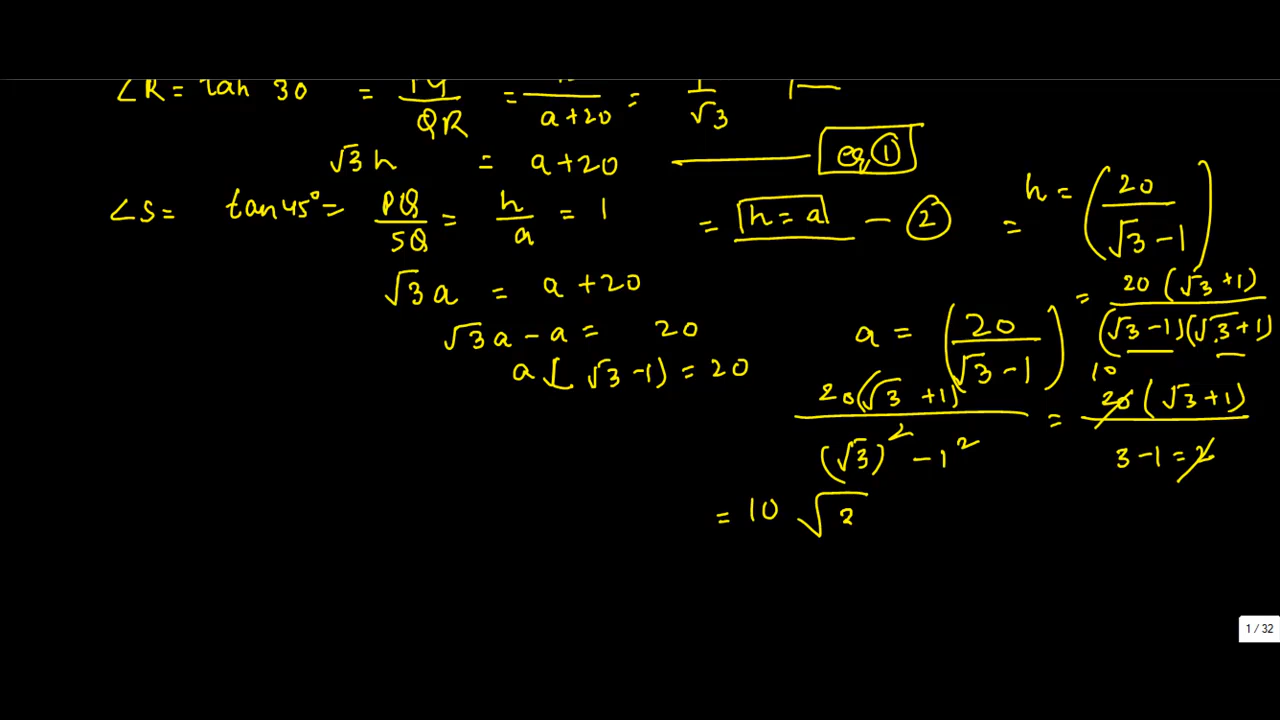 ∠R = tan 30 = PQ/QR = h/(a+20) = 1/√3
√3 h = a+20 eq ①
∠S = tan 45° = PQ/SQ = h/a = 1 = h = a - ② = h = (20/(√3-1))
√3 a = a + 20
= 20 (√3+1)/(√3-1)(√3+1)
√3 a - a = 20
a = (20/(√3-1))
a [ √3-1) = 20
20(√3+1)/(√3)² - 1² = 10 20 (√3+1)/3-1 = 2
= 10 √3
1 / 32